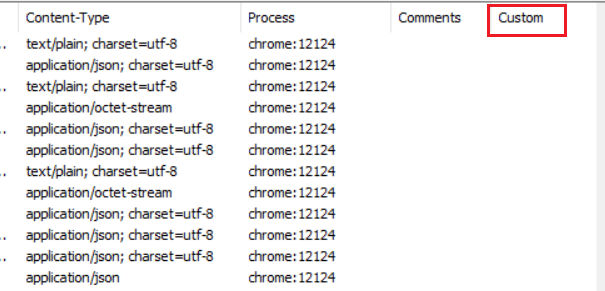 Content-Type Process Comments Custom
.. text/plain; charset=utf-8 chrome:12124
application/json; charset=utf-8 chrome:12124
.. text/plain; charset=utf-8 chrome:12124
application/octet-stream chrome:12124
.. application/json; charset=utf-8 chrome:12124
application/json; charset=utf-8 chrome:12124
.. text/plain; charset=utf-8 chrome:12124
application/octet-stream chrome:12124
application/json; charset=utf-8 chrome:12124
.. application/json; charset=utf-8 chrome:12124
.. application/json; charset=utf-8 chrome:12124
application/json chrome:12124